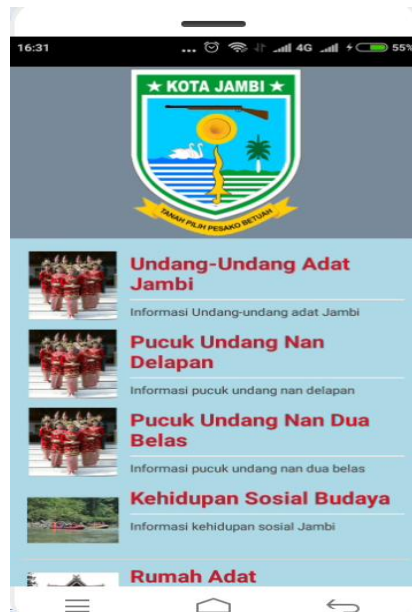 16:31
... 4G 55%
★ KOTA JAMBI ★
TANAH PILIH PESAKO BETUAH
Undang-Undang Adat
Jambi
Informasi Undang-undang adat Jambi
Pucuk Undang Nan
Delapan
Informasi pucuk undang nan delapan
Pucuk Undang Nan Dua
Belas
Informasi pucuk undang nan dua belas
Kehidupan Sosial Budaya
Informasi kehidupan sosial Jambi
Rumah Adat